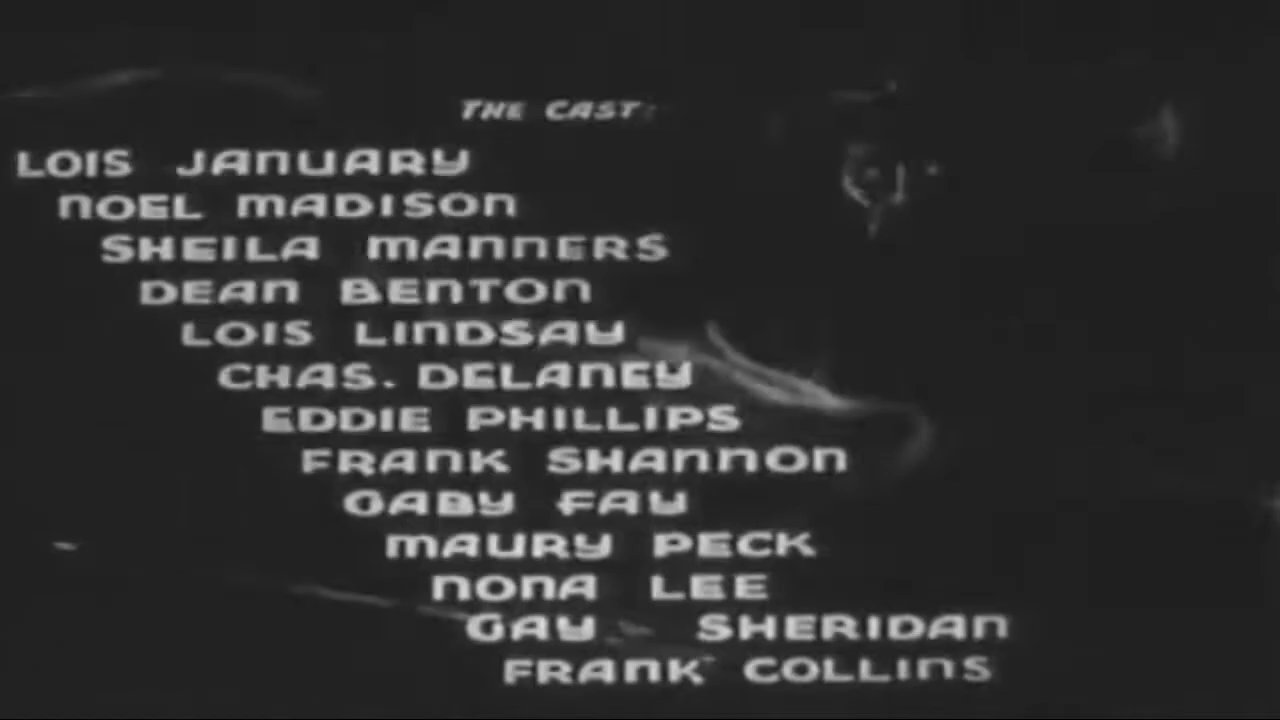 THE CAST:
LOIS JANUARY
NOEL MADISON
SHEILA MANNERS
DEAN BENTON
LOIS LINDSAY
CHAS. DELANEY
EDDIE PHILLIPS
FRANK SHANNON
GABY FAY
MAURY PECK
NONA LEE
GAY SHERIDAN
FRANK COLLINS